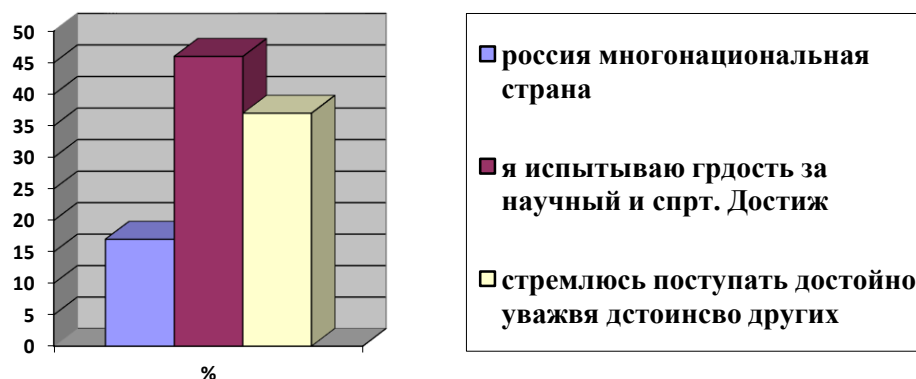 50
45
40
35
30
25
20
15
10
5
0
%
россия многонациональная
страна
я испытываю грдость за
научный и спрт. Достиж
стремлюсь поступать достойно
уважвя дстоинсво других